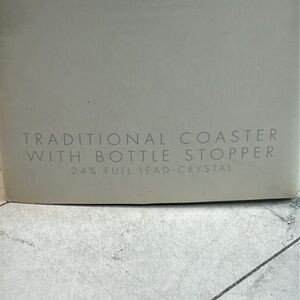 TRADITIONAL COASTER
WITH BOTTLE STOPPER
24% FULL LEAD CRYSTAL